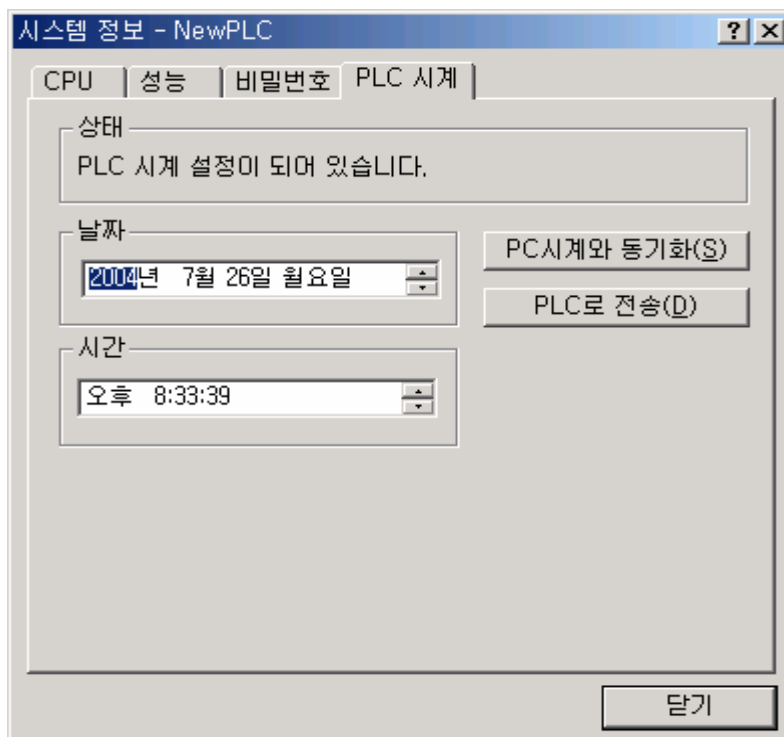 시스템 정보 - NewPLC
CPU 성능 비밀번호 PLC 시계
상태
PLC 시계 설정이 되어 있습니다.
날짜
2004년 7월 26일 월요일
PC시계와 동기화(S)
PLC로 전송(D)
시간
오후 8:33:39
닫기